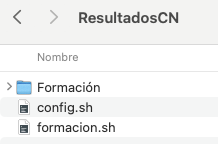 ResultadosCN
Nombre
Formación
config.sh
formacion.sh